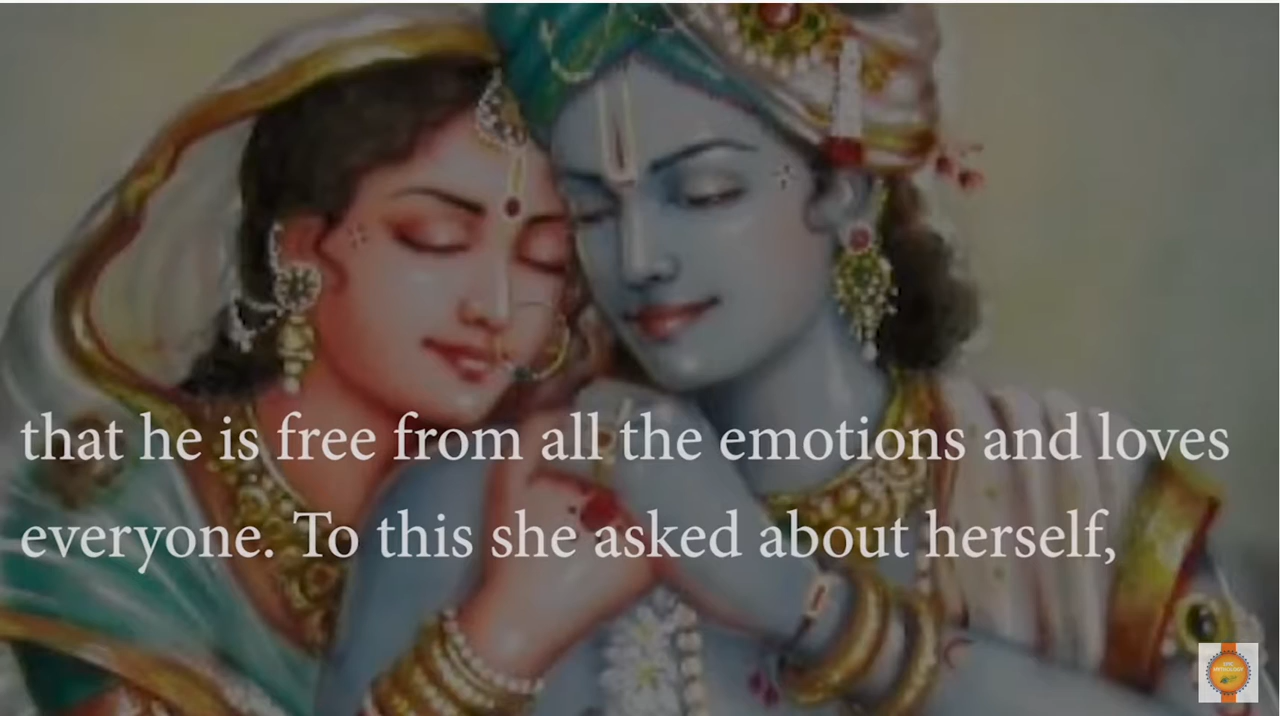 that he is free from all the emotions and loves
everyone. To this she asked about herself,